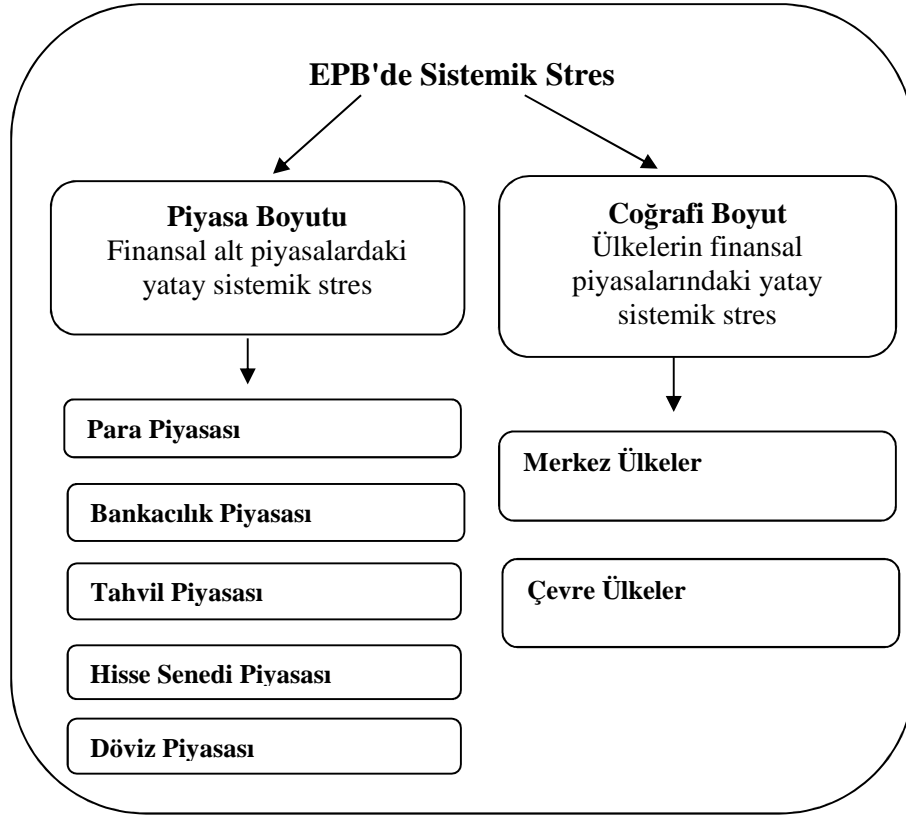 EPB'de Sistemik Stres
Piyasa Boyutu
Finansal alt piyasalardaki
yatay sistemik stres
Coğrafi Boyut
Ülkelerin finansal
piyasalarındaki yatay
sistemik stres
Para Piyasası
Bankacılık Piyasası
Tahvil Piyasası
Hisse Senedi Piyasası
Döviz Piyasası
Merkez Ülkeler
Çevre Ülkeler